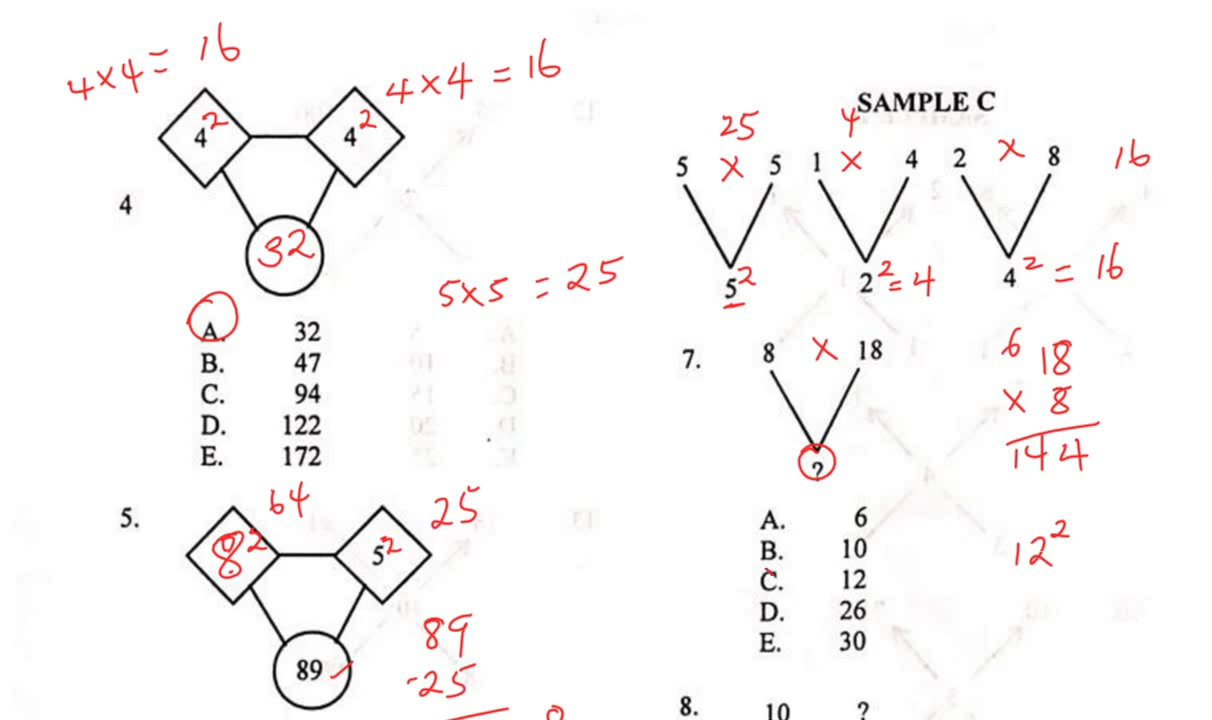 4×4= 16
4×4 = 16
4²
4²
4
32
5×5 = 25
A. 32
B. 47
C. 94
D. 122
E. 172
5.
64
25
8²
5²
89
89
-25
SAMPLE C
25
4
5 × 5 1 × 4 2 × 8 16
5² 2²=4 4² = 16
7.
8 × 18
?
6 18
× 8
144
12²
A. 6
B. 10
C. 12
D. 26
E. 30
8. 10 ?